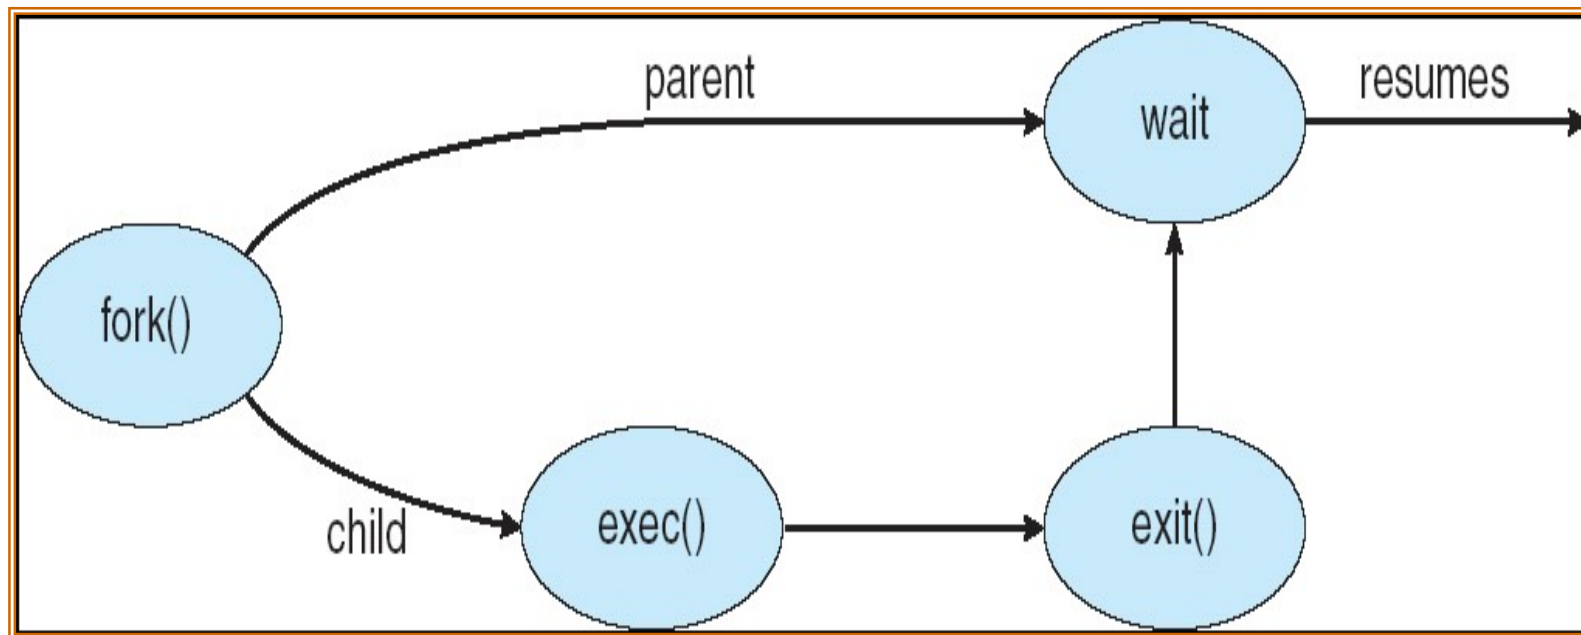 parent
wait
resumes
fork()
child
exec()
exit()